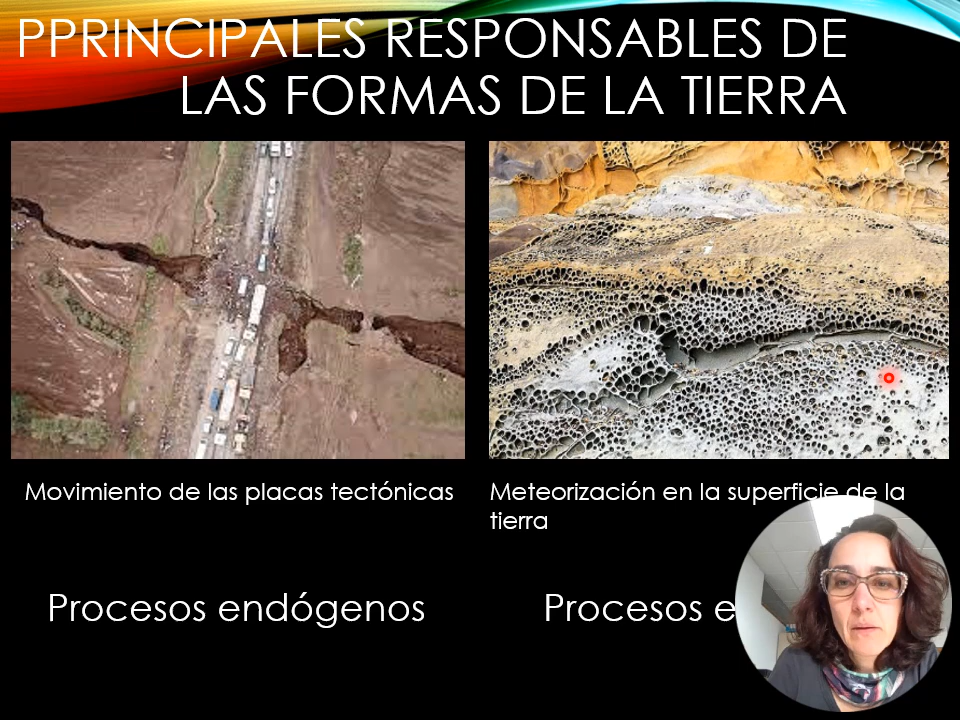 PPRINCIPALES RESPONSABLES DE
LAS FORMAS DE LA TIERRA
Movimiento de las placas tectónicas
Meteorización en la superficie de la
tierra
Procesos endógenos
Procesos